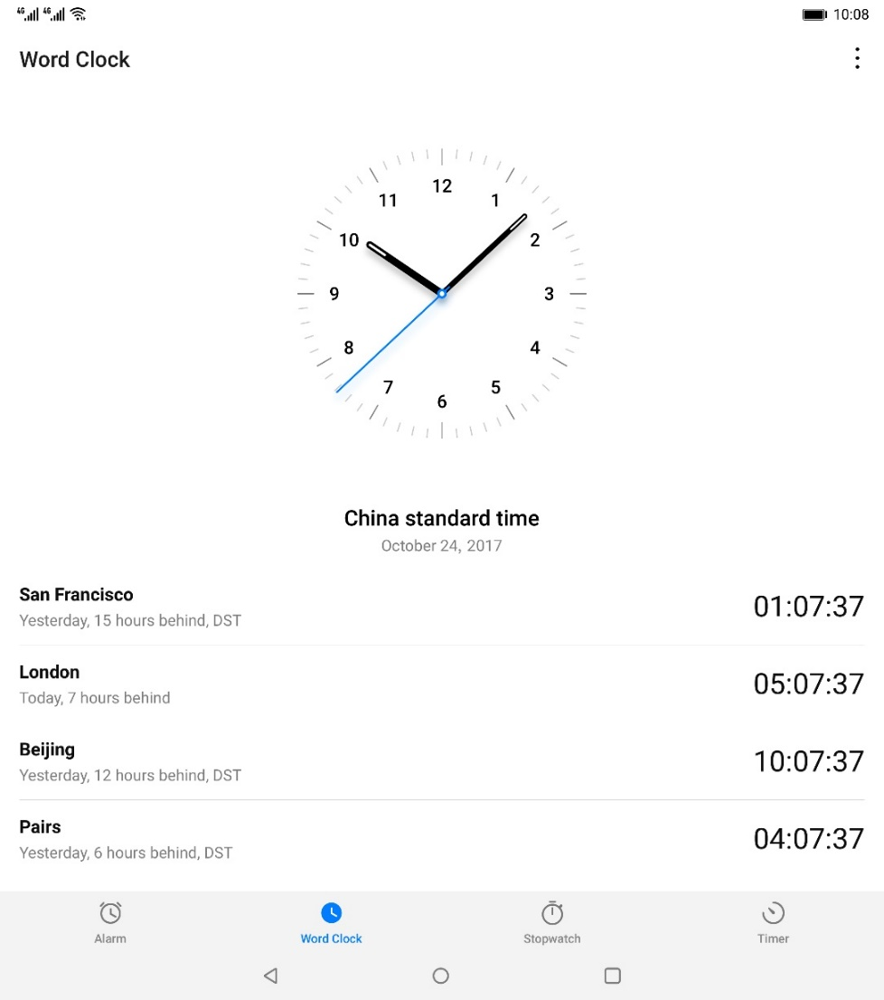 4G 4G 10:08
Word Clock
12
11 1
10 2
9 3
8 4
7 5
6
China standard time
October 24, 2017
San Francisco
Yesterday, 15 hours behind, DST
01:07:37
London
Today, 7 hours behind
05:07:37
Beijing
Yesterday, 12 hours behind, DST
10:07:37
Pairs
Yesterday, 6 hours behind, DST
04:07:37
Alarm Word Clock Stopwatch Timer